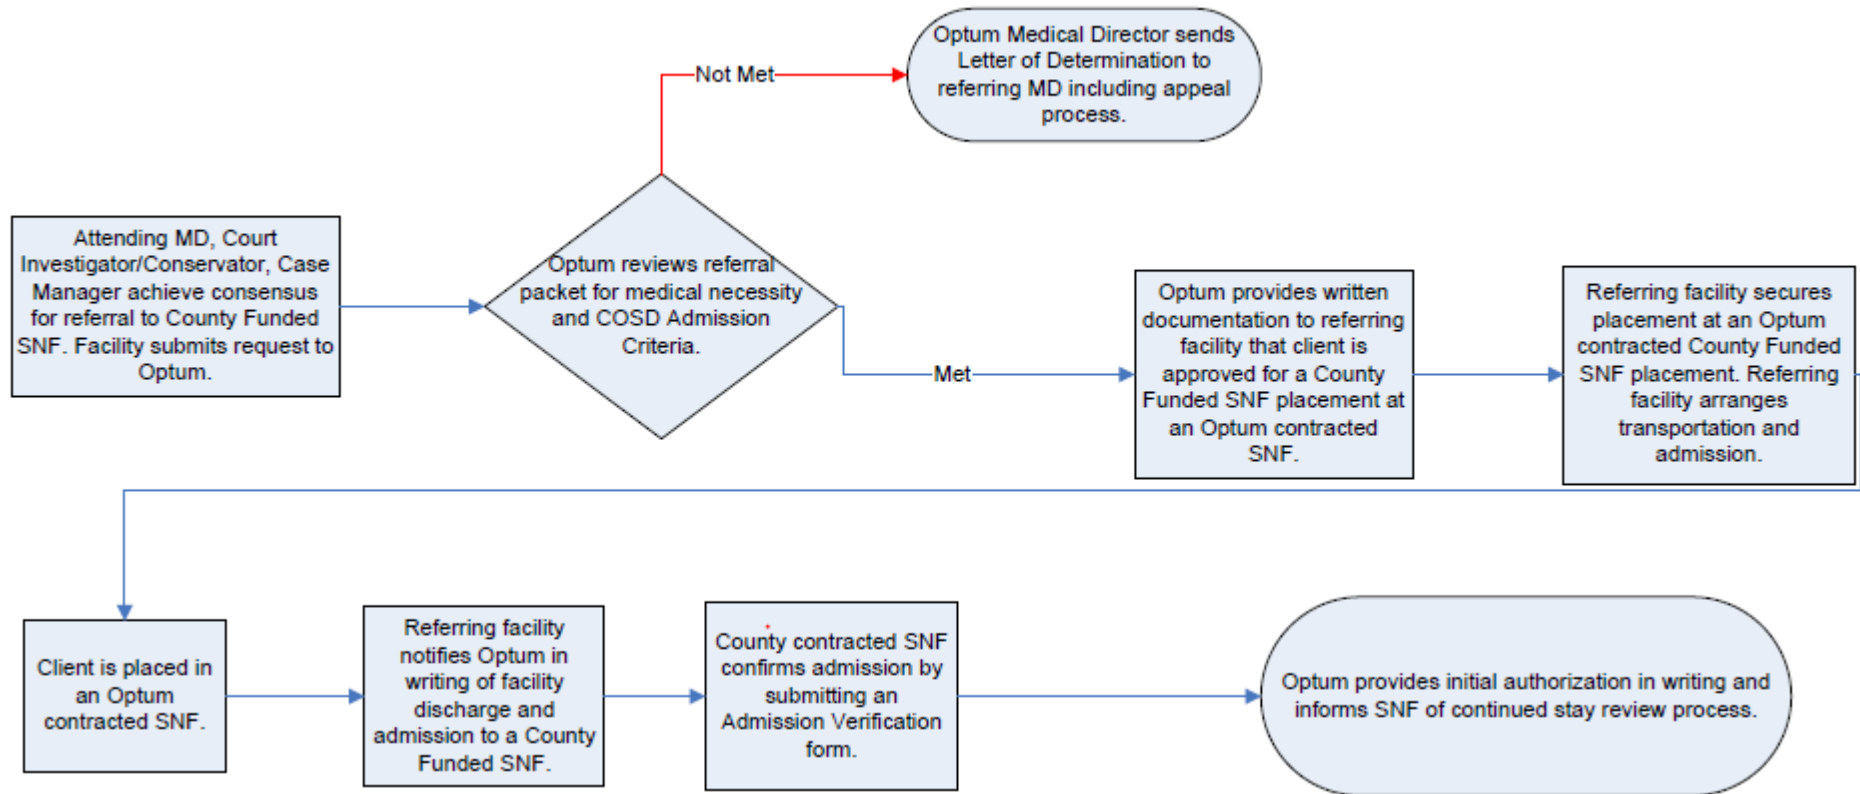 Optum Medical Director sends
Letter of Determination to
referring MD including appeal
process.
Not Met
Attending MD, Court
Investigator/Conservator, Case
Manager achieve consensus
for referral to County Funded
SNF. Facility submits request to
Optum.
Optum reviews referral
packet for medical necessity
and COSD Admission
Criteria.
Met
Optum provides written
documentation to referring
facility that client is
approved for a County
Funded SNF placement at
an Optum contracted
SNF.
Referring facility secures
placement at an Optum
contracted County Funded
SNF placement. Referring
facility arranges
transportation and
admission.
Client is placed in
an Optum
contracted SNF.
Referring facility
notifies Optum in
writing of facility
discharge and
admission to a County
Funded SNF.
County contracted SNF
confirms admission by
submitting an
Admission Verification
form.
Optum provides initial authorization in writing and
informs SNF of continued stay review process.